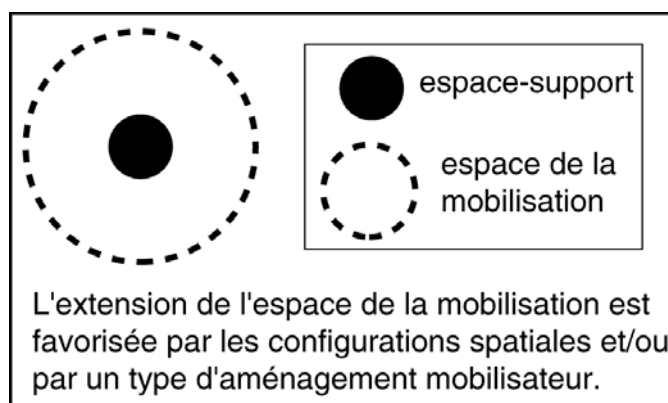 espace-support
espace de la
mobilisation
L'extension de l'espace de la mobilisation est
favorisée par les configurations spatiales et/ou
par un type d'aménagement mobilisateur.